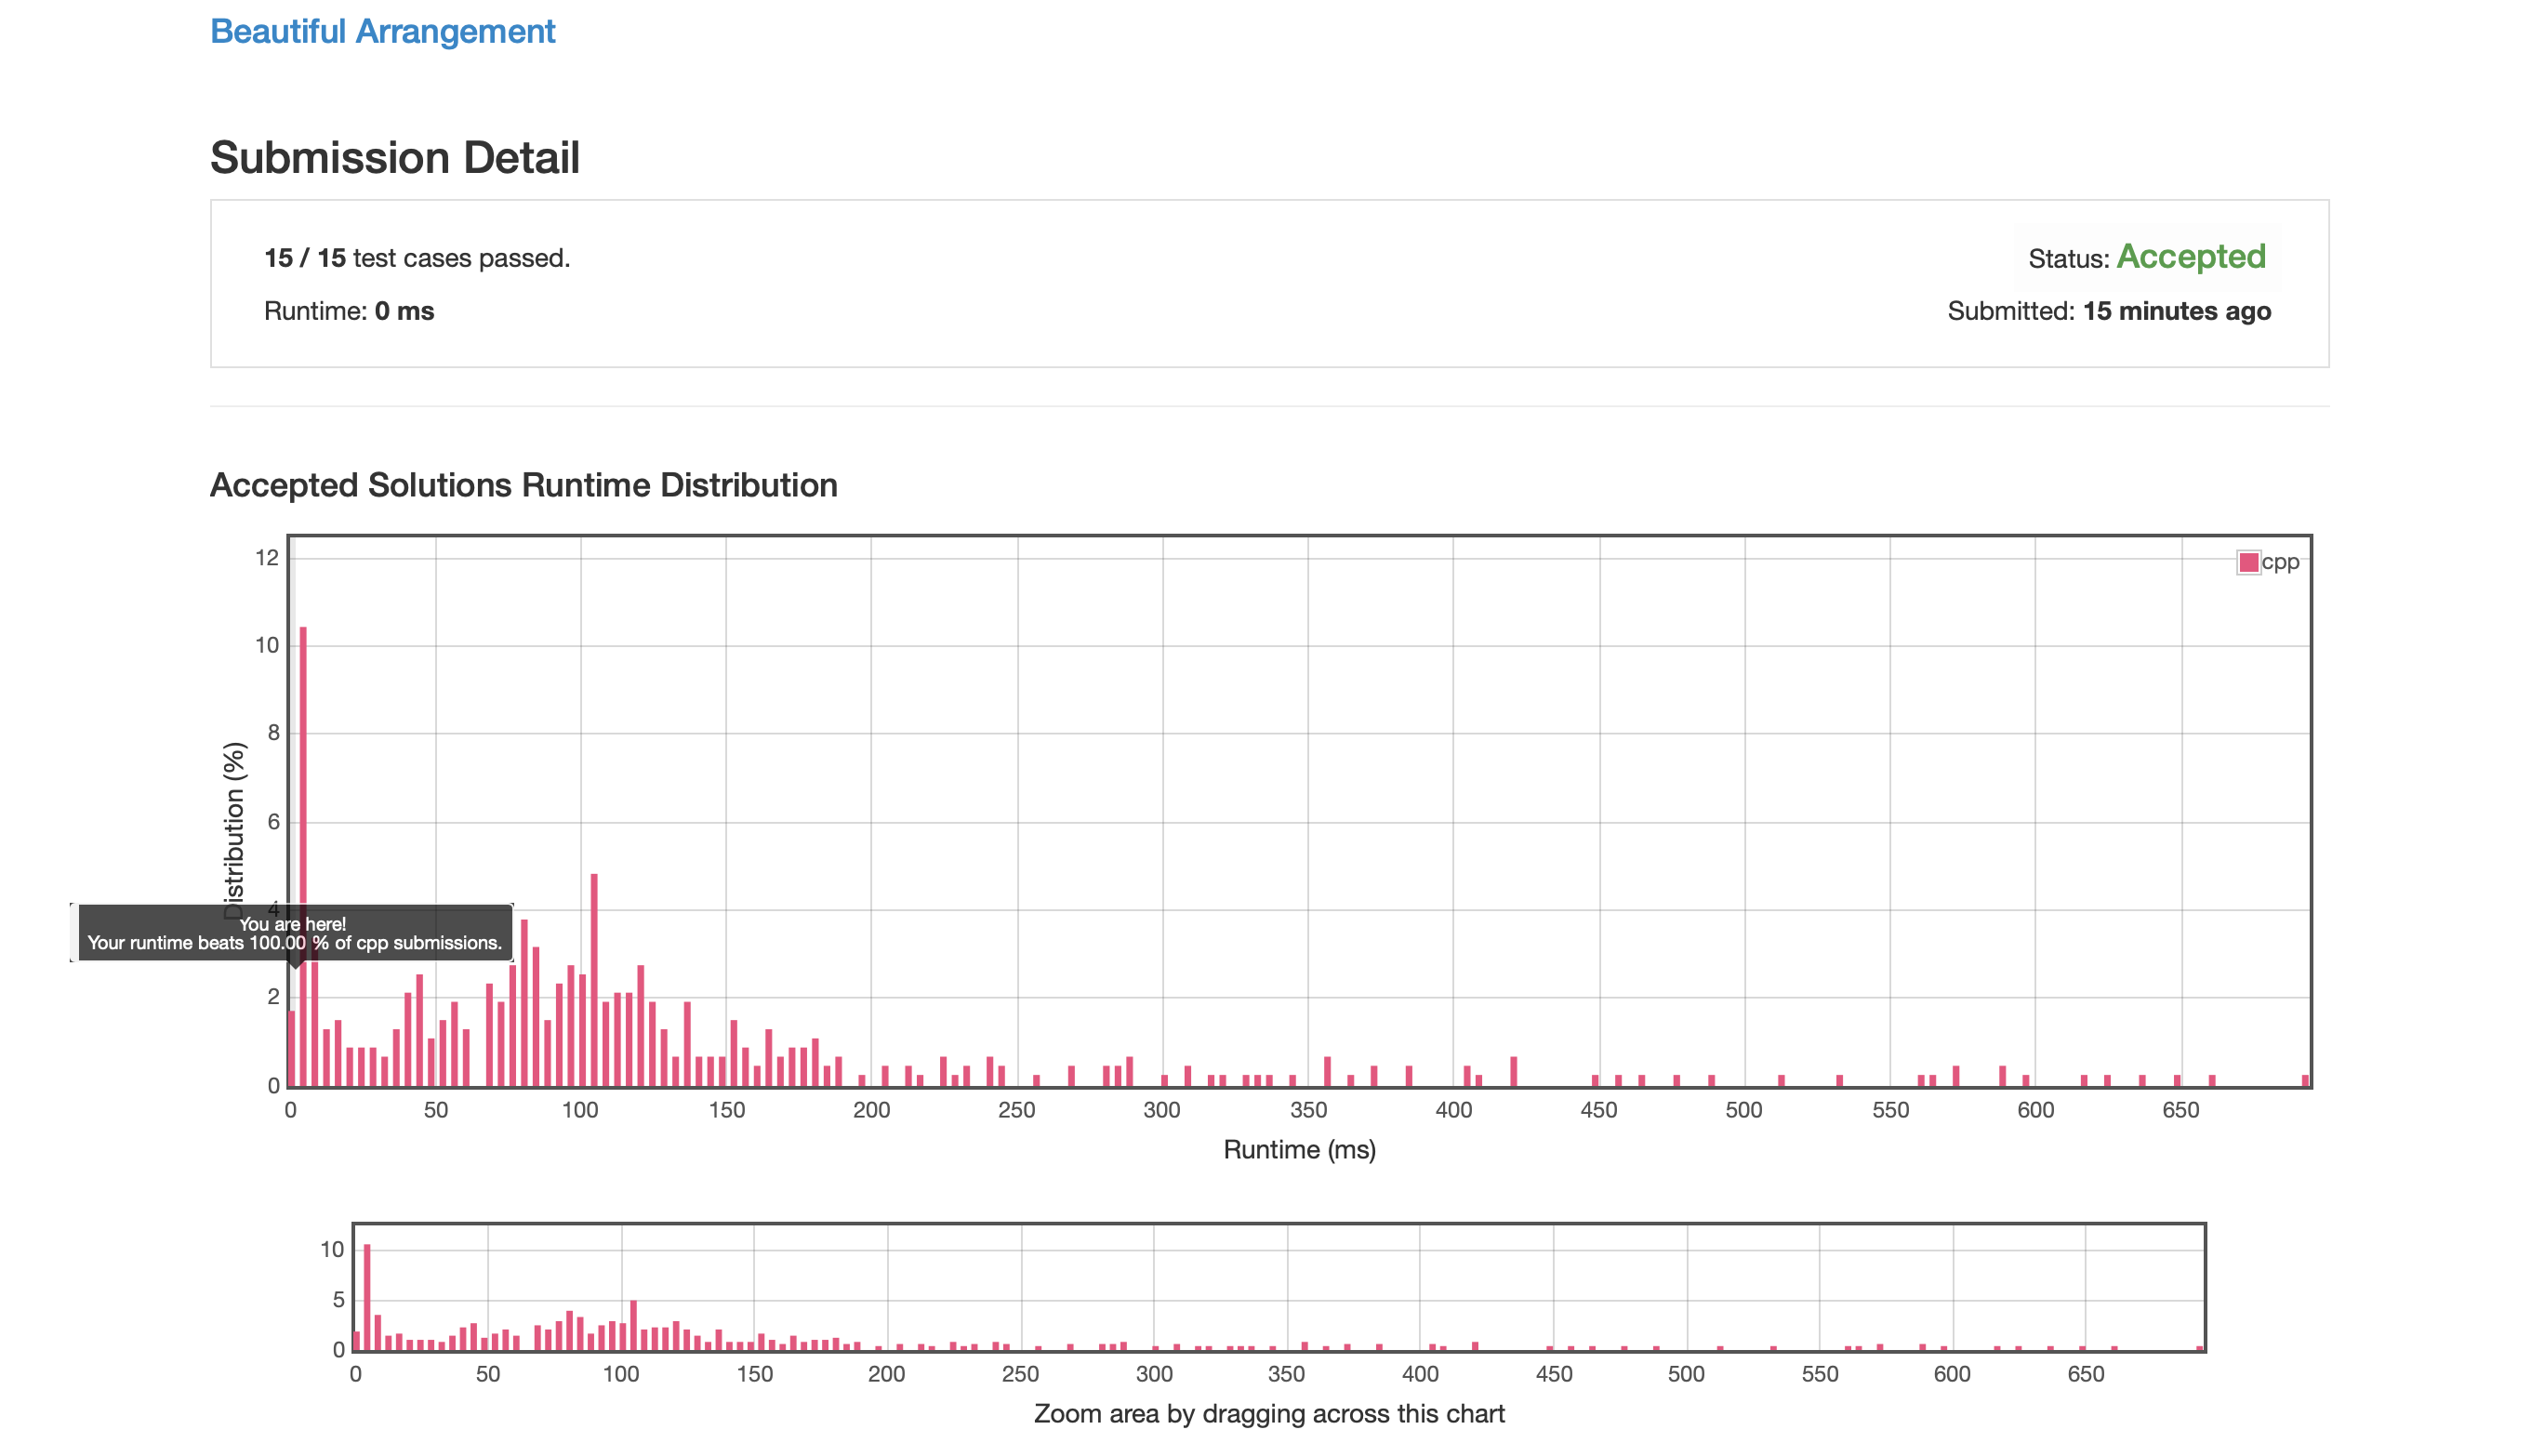 Beautiful Arrangement
Submission Detail
15 / 15 test cases passed.
Status: Accepted
Runtime: 0 ms
Submitted: 15 minutes ago
Accepted Solutions Runtime Distribution
cpp
Distribution (%)
12
10
8
6
4
2
0
You are here!
Your runtime beats 100.00 % of cpp submissions.
0 50 100 150 200 250 300 350 400 450 500 550 600 650
Runtime (ms)
10
5
0
0 50 100 150 200 250 300 350 400 450 500 550 600 650
Zoom area by dragging across this chart